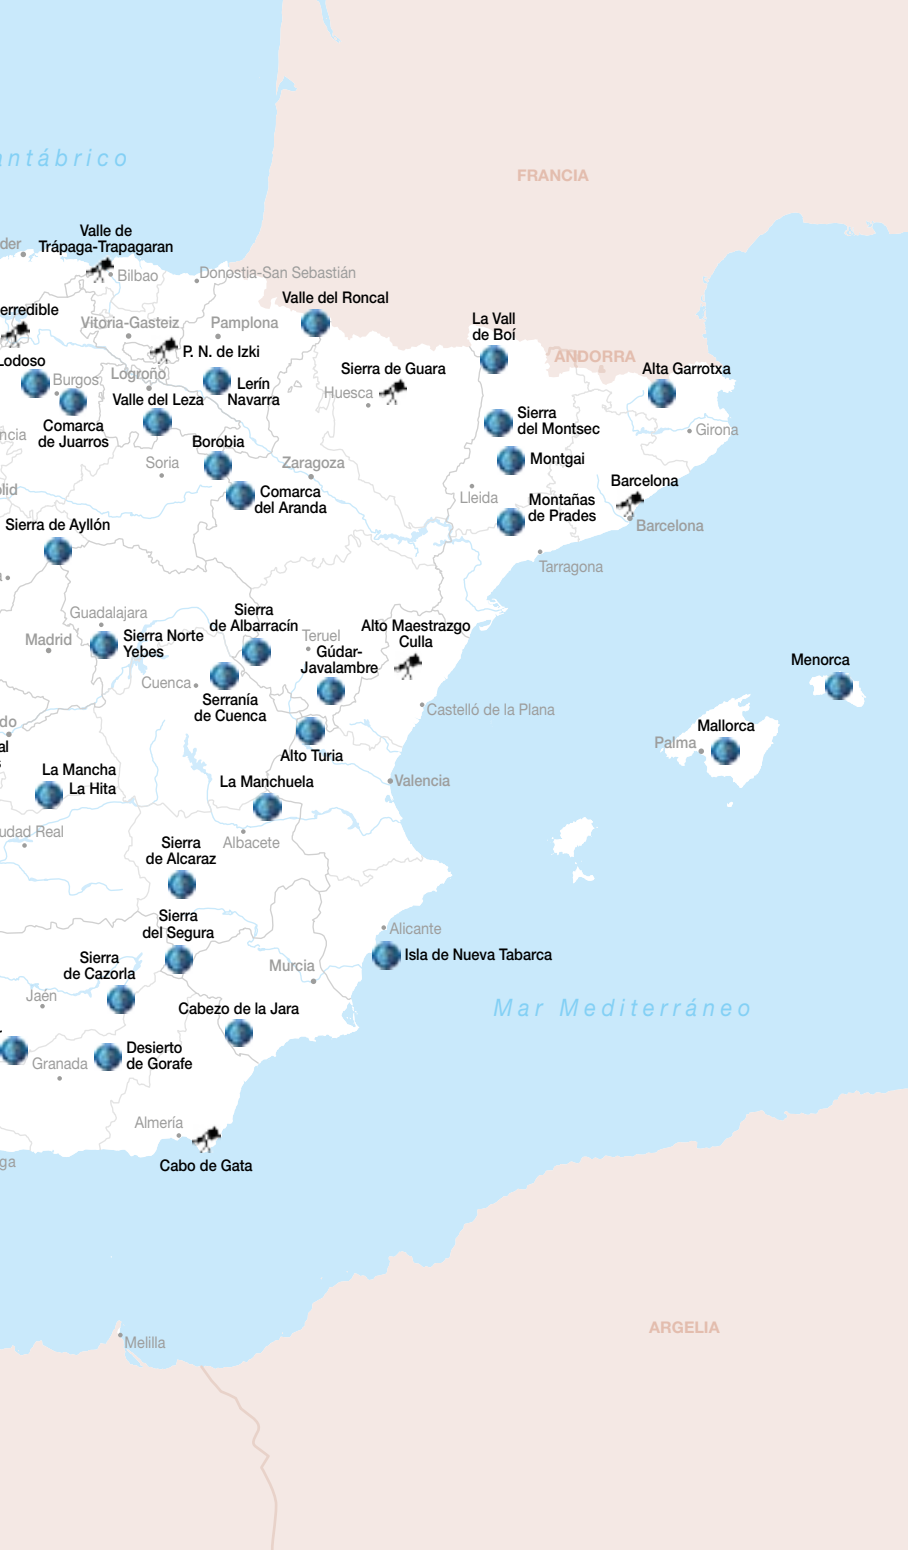 antábrico
FRANCIA
Valle de
Trápaga-Trapagaran
der
Bilbao
Donostia-San Sebastián
Valle del Roncal
erredible
Vitoria-Gasteiz
Pamplona
La Vall
de Boí
P. N. de Izki
ANDORRA
Lodoso
Sierra de Guara
Alta Garrotxa
Burgos
Logroño
Lerín
Navarra
Huesca
Valle del Leza
Comarca
de Juarros
Sierra
del Montsec
Girona
ncia
Borobia
Soria
Zaragoza
Montgai
Barcelona
olid
Comarca
del Aranda
Lleida
Montañas
de Prades
Barcelona
Sierra de Ayllón
Tarragona
Guadalajara
Sierra
de Albarracín
Alto Maestrazgo
Culla
Madrid
Sierra Norte
Yebes
Teruel
Gúdar-
Javalambre
Menorca
Cuenca
Serranía
de Cuenca
Castelló de la Plana
do
Mallorca
Palma
al
s
Alto Turia
La Mancha
La Hita
La Manchuela
Valencia
udad Real
Albacete
Sierra
de Alcaraz
Sierra
del Segura
Alicante
Isla de Nueva Tabarca
Sierra
de Cazorla
Murcia
Jaén
Cabezo de la Jara
Mar Mediterráneo
r
Desierto
de Gorafe
Granada
Almería
ga
Cabo de Gata
ARGELIA
Melilla